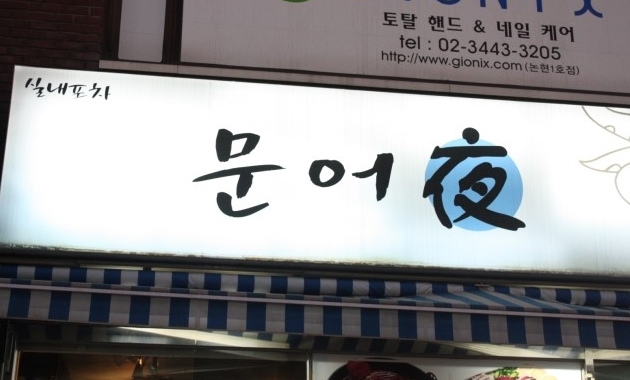 토탈 핸드 & 네일 케어
tel : 02-3443-3205
http://www.gionix.com (논현1호점)
실내포차
문어夜